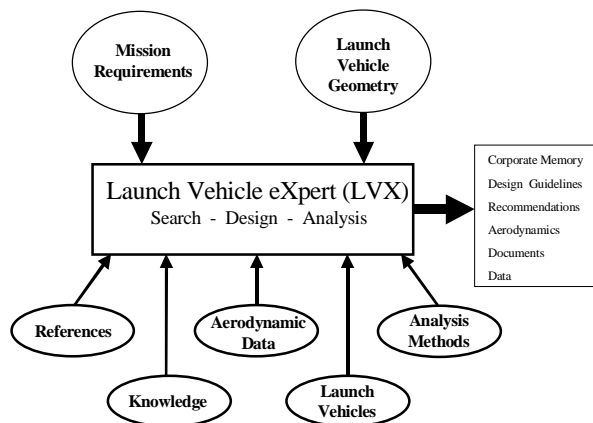 Mission
Requirements
Launch
Vehicle
Geometry
Launch Vehicle eXpert (LVX)
Search - Design - Analysis
Corporate Memory
Design Guidelines
Recommendations
Aerodynamics
Documents
Data
References
Aerodynamic
Data
Analysis
Methods
Knowledge
Launch
Vehicles